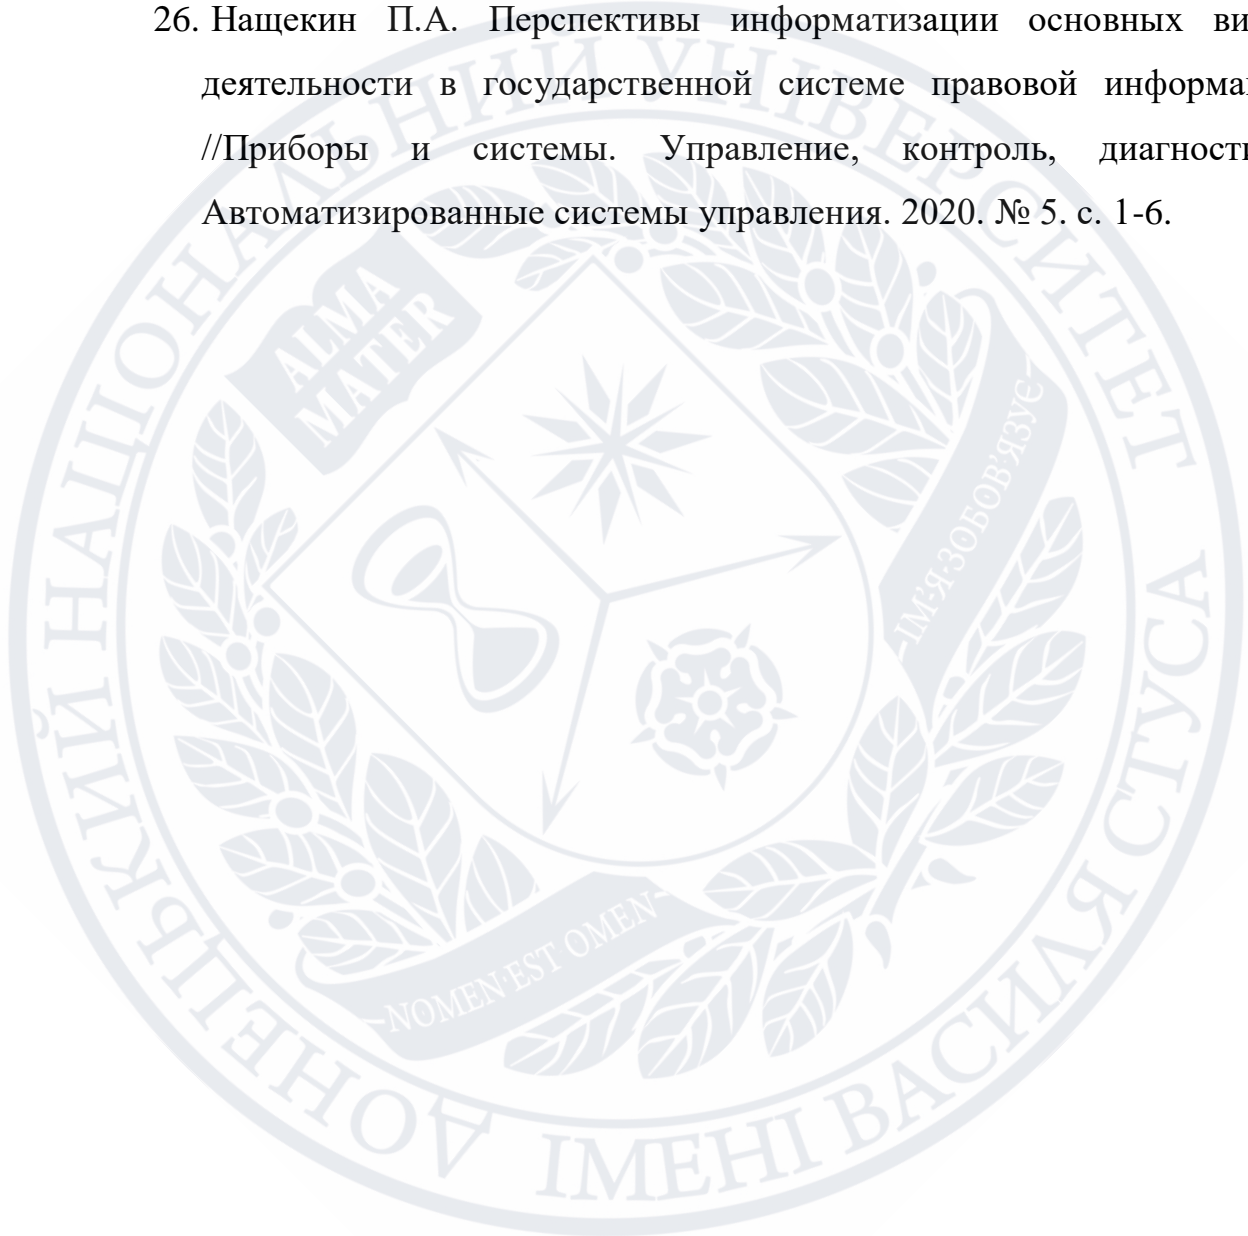 26. Нащекин П.А. Перспективы информатизации основных ви
деятельности в государственной системе правовой информа
//Приборы и системы. Управление, контроль, диагност
Автоматизированные системы управления. 2020. № 5. с. 1-6.
ДОНЕЦЬКИЙ НАЦІОНАЛЬНИЙ УНІВЕРСИТЕТ
ІМЕНІ ВАСИЛЯ СТУСА
ALMA
MATER
ІМ'Я·ЗОБОВ'ЯЗУЄ
NOMEN·EST OMEN